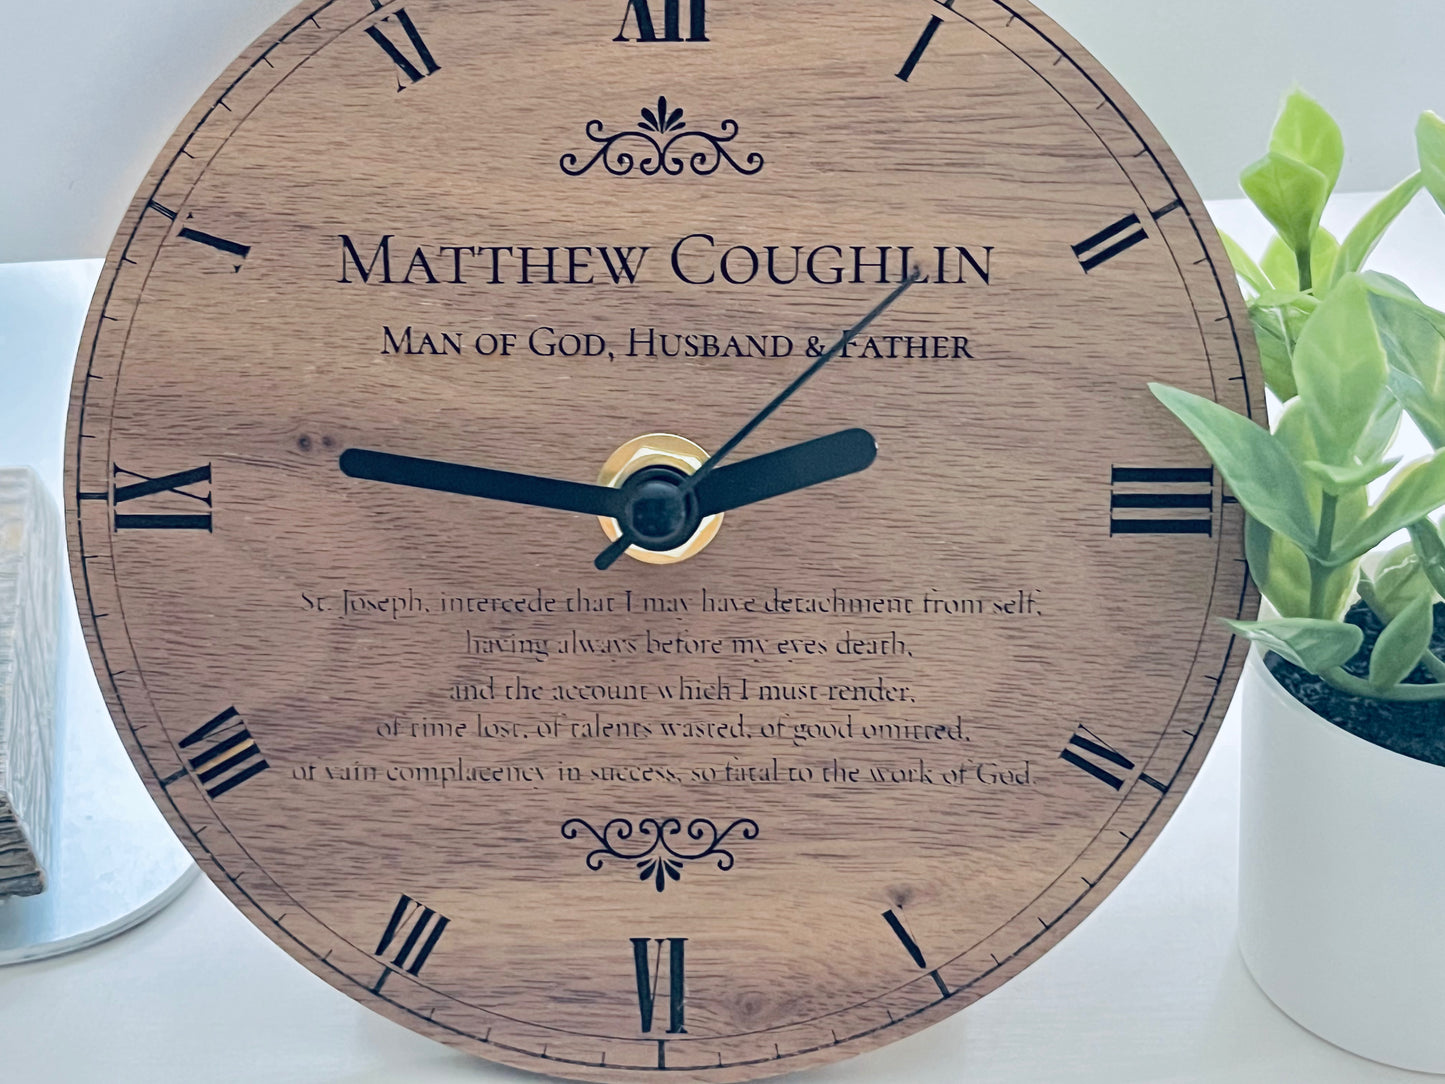 XII
XI I
Matthew Coughlin
X II
Man of God, Husband & Father
IX III
St. Joseph, intercede that I may have detachment from self,
having always before my eyes death,
and the account which I must render,
of time lost, of talents wasted, of good omitted,
VIII IV
of vain complacency in success, so fatal to the work of God.
VII V
VI